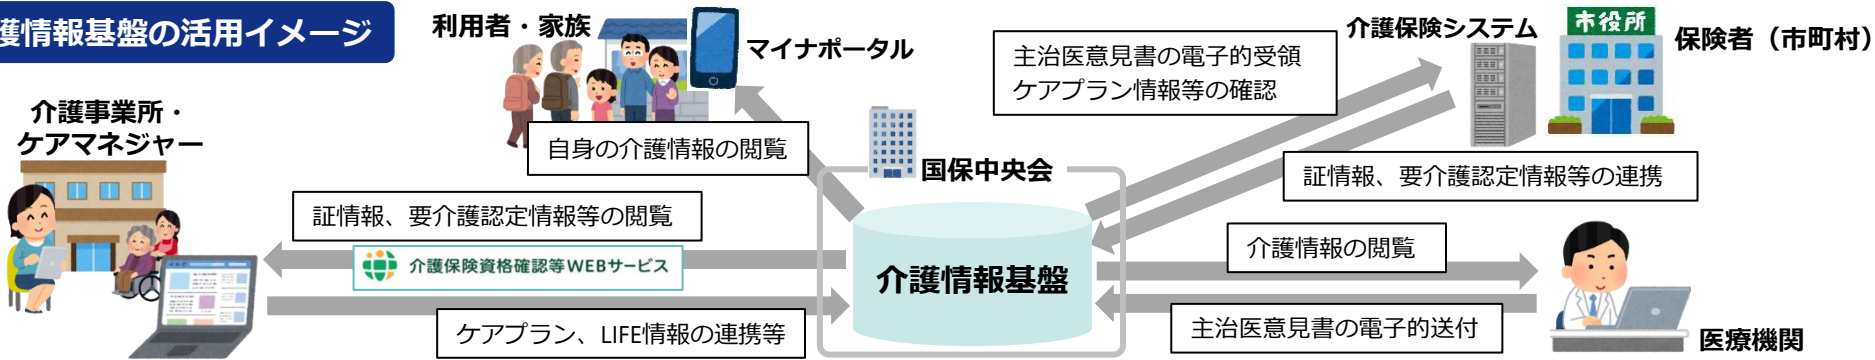 護情報基盤の活用イメージ
利用者・家族
マイナポータル
自身の介護情報の閲覧
介護事業所・
ケアマネジャー
証情報、要介護認定情報等の閲覧
介護保険資格確認等WEBサービス
ケアプラン、LIFE情報の連携等
国保中央会
介護情報基盤
主治医意見書の電子的受領
ケアプラン情報等の確認
介護保険システム
市役所
保険者（市町村）
証情報、要介護認定情報等の連携
介護情報の閲覧
主治医意見書の電子的送付
医療機関